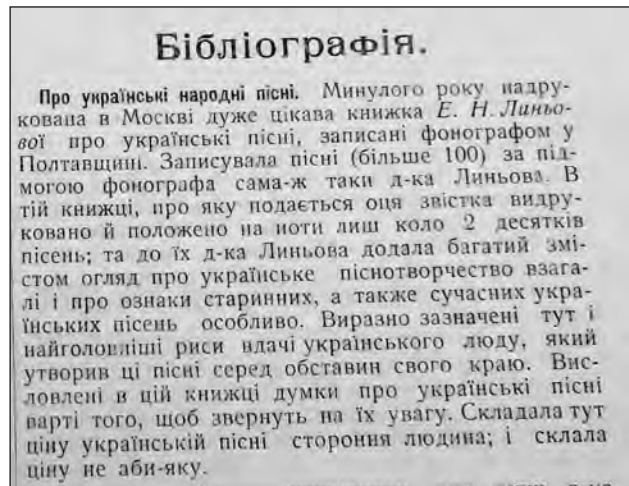 Бібліоґрафія.
Про українські народні пісні. Минулого року надру-
кована в Москві дуже цікава книжка Е. Н. Линьо-
вої про українські пісні, записані фонографом у
Полтавщині. Записувала пісні (більше 100) за під-
могою фонографа сама-ж таки д-ка Линьова. В
тій книжці, про яку подається оця звістка видру-
ковано й положено на ноти лиш коло 2 десятків
пісень; та до їх д-ка Линьова додала багатий змі-
стом огляд про українське піснотворчество взага-
лі і про ознаки старинних, а також сучасних укра-
їнських пісень особливо. Виразно зазначені тут і
найголовніші риси вдачі українського люду, який
утворив ці пісні серед обставин свого краю. Вис-
ловлені в цій книжці думки про українські пісні
варті того, щоб звернуть на їх увагу. Складала тут
ціну українській пісні стороння людина; і склала
ціну не аби-яку.